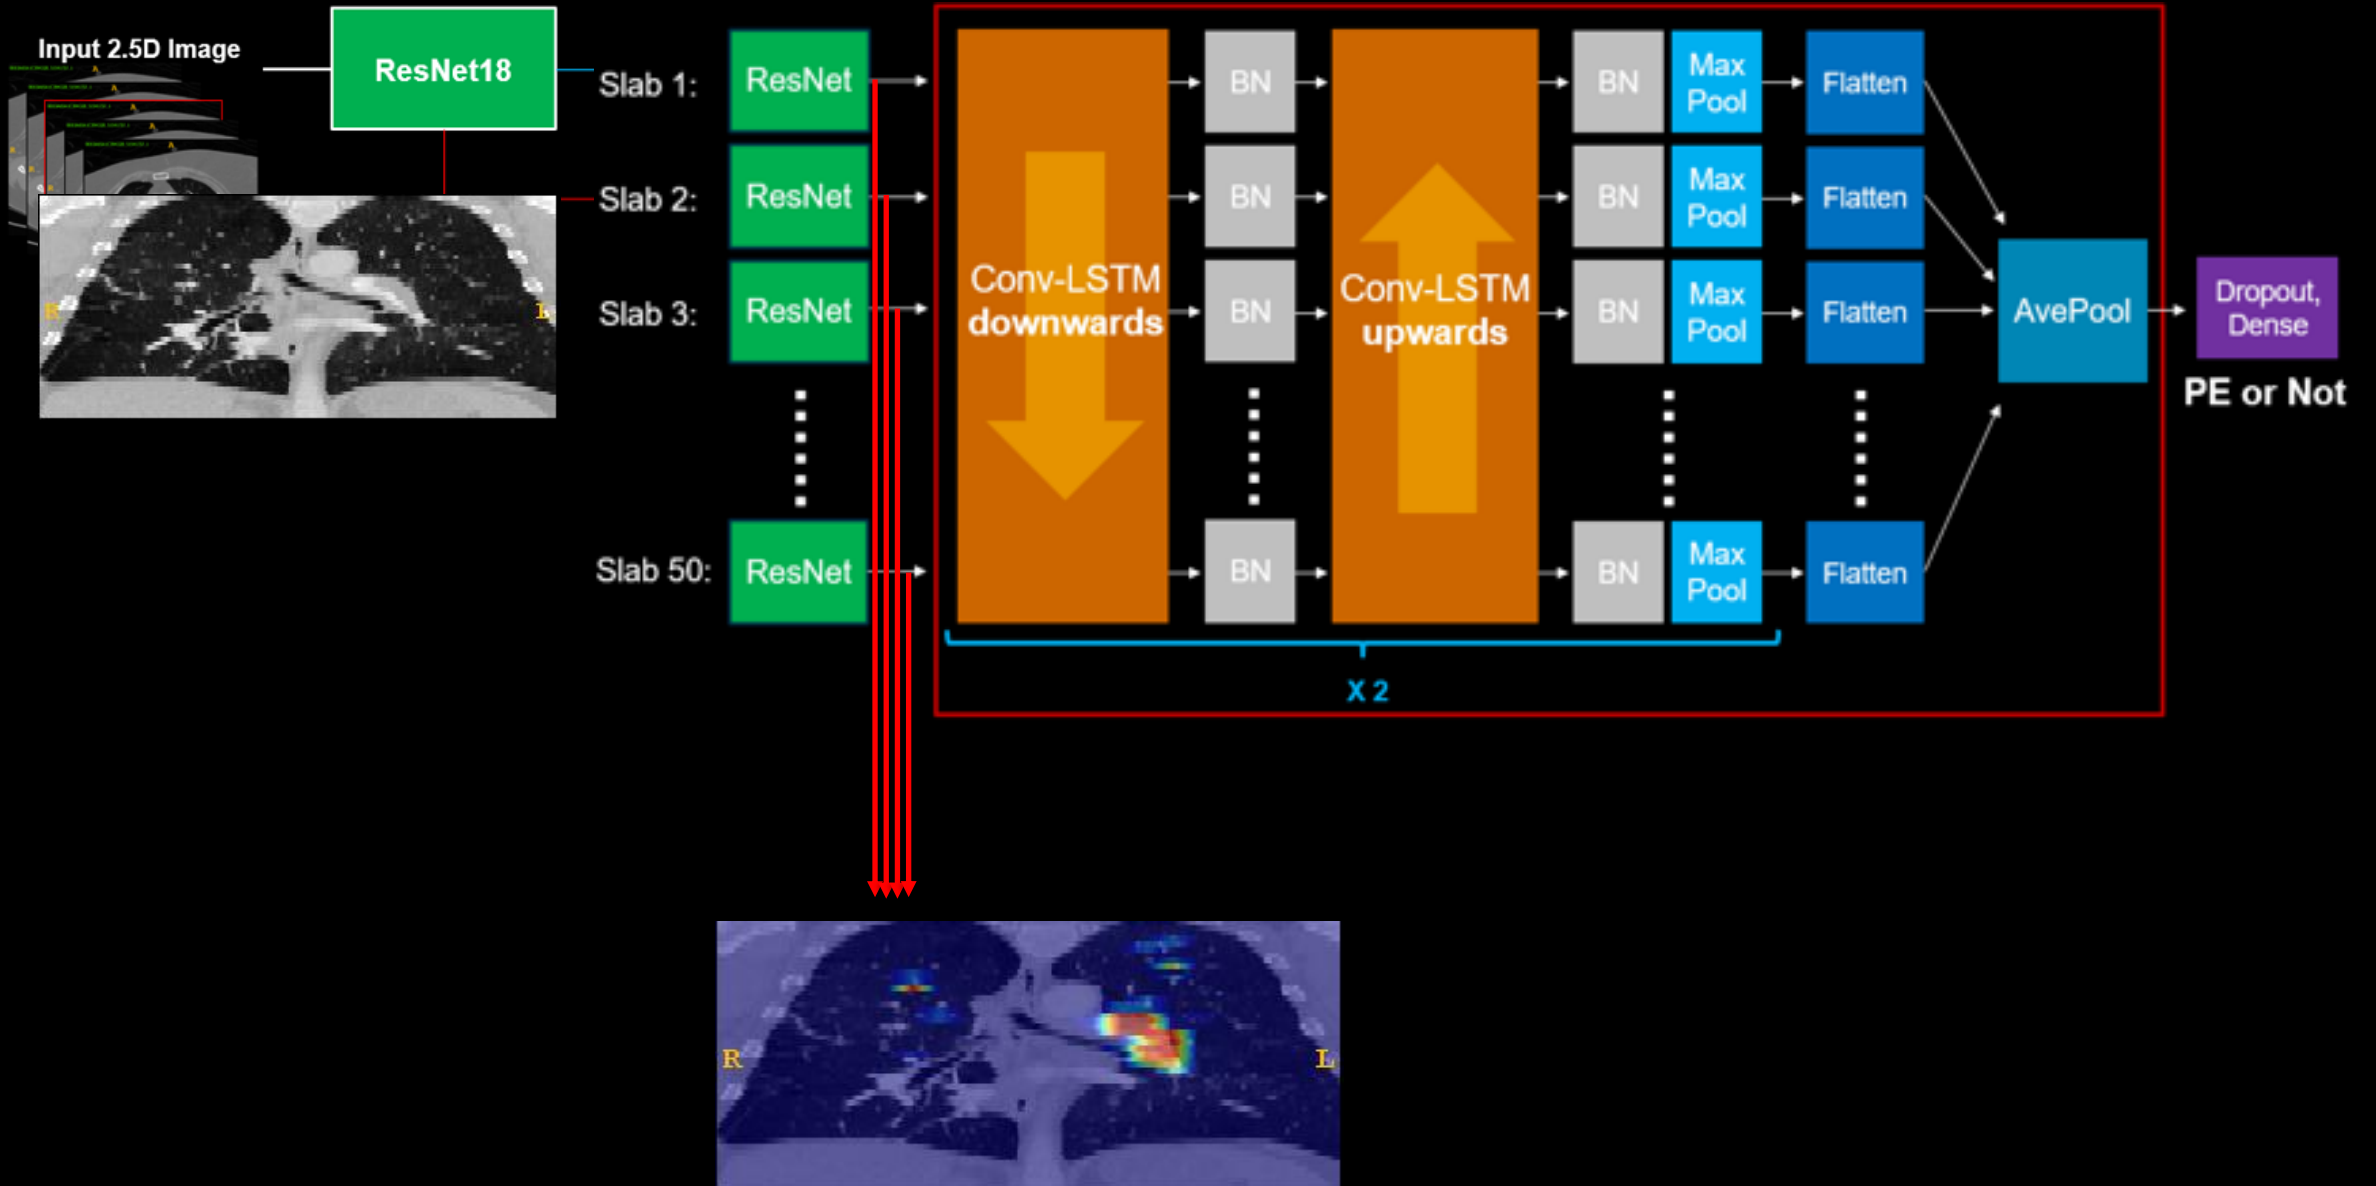 Input 2.5D Image
ResNet18
Slab 1:
ResNet
BN
BN
Max
Pool
Flatten
Slab 2:
ResNet
BN
BN
Max
Pool
Flatten
Slab 3:
ResNet
Conv-LSTM
downwards
BN
Conv-LSTM
upwards
BN
Max
Pool
Flatten
AvePool
Dropout,
Dense
PE or Not
R
L
Slab 50:
ResNet
BN
BN
Max
Pool
Flatten
X 2
R
L